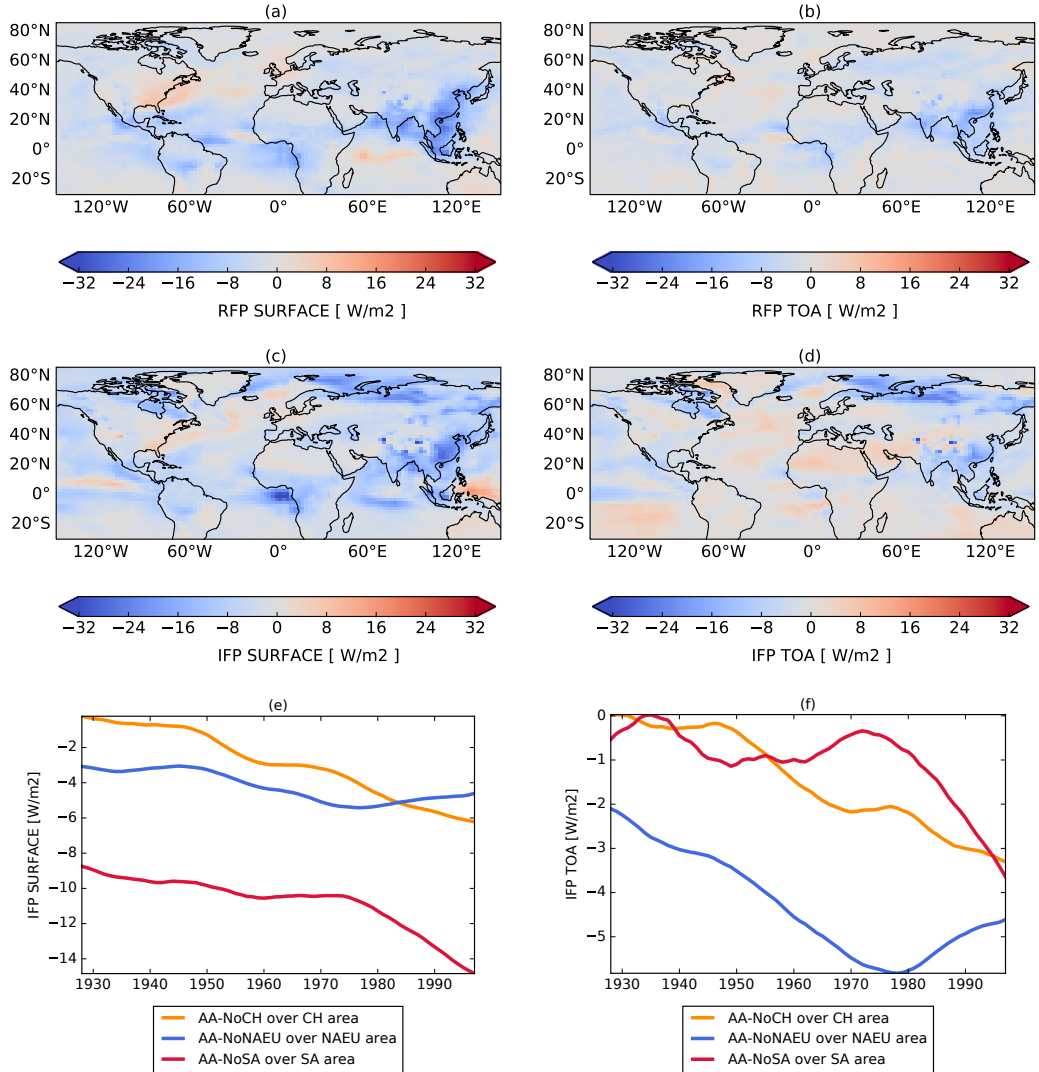 (a)
(b)
80°N
60°N
40°N
20°N
0°
20°S
120°W 60°W 0° 60°E 120°E
80°N
60°N
40°N
20°N
0°
20°S
120°W 60°W 0° 60°E 120°E
−32 −24 −16 −8 0 8 16 24 32
RFP SURFACE [ W/m2 ]
−32 −24 −16 −8 0 8 16 24 32
RFP TOA [ W/m2 ]
(c)
(d)
80°N
60°N
40°N
20°N
0°
20°S
120°W 60°W 0° 60°E 120°E
80°N
60°N
40°N
20°N
0°
20°S
120°W 60°W 0° 60°E 120°E
−32 −24 −16 −8 0 8 16 24 32
IFP SURFACE [ W/m2 ]
−32 −24 −16 −8 0 8 16 24 32
IFP TOA [ W/m2 ]
(e)
IFP SURFACE [W/m2]
−2
−4
−6
−8
−10
−12
−14
1930 1940 1950 1960 1970 1980 1990
AA-NoCH over CH area
AA-NoNAEU over NAEU area
AA-NoSA over SA area
(f)
IFP TOA [W/m2]
0
−1
−2
−3
−4
−5
1930 1940 1950 1960 1970 1980 1990
AA-NoCH over CH area
AA-NoNAEU over NAEU area
AA-NoSA over SA area